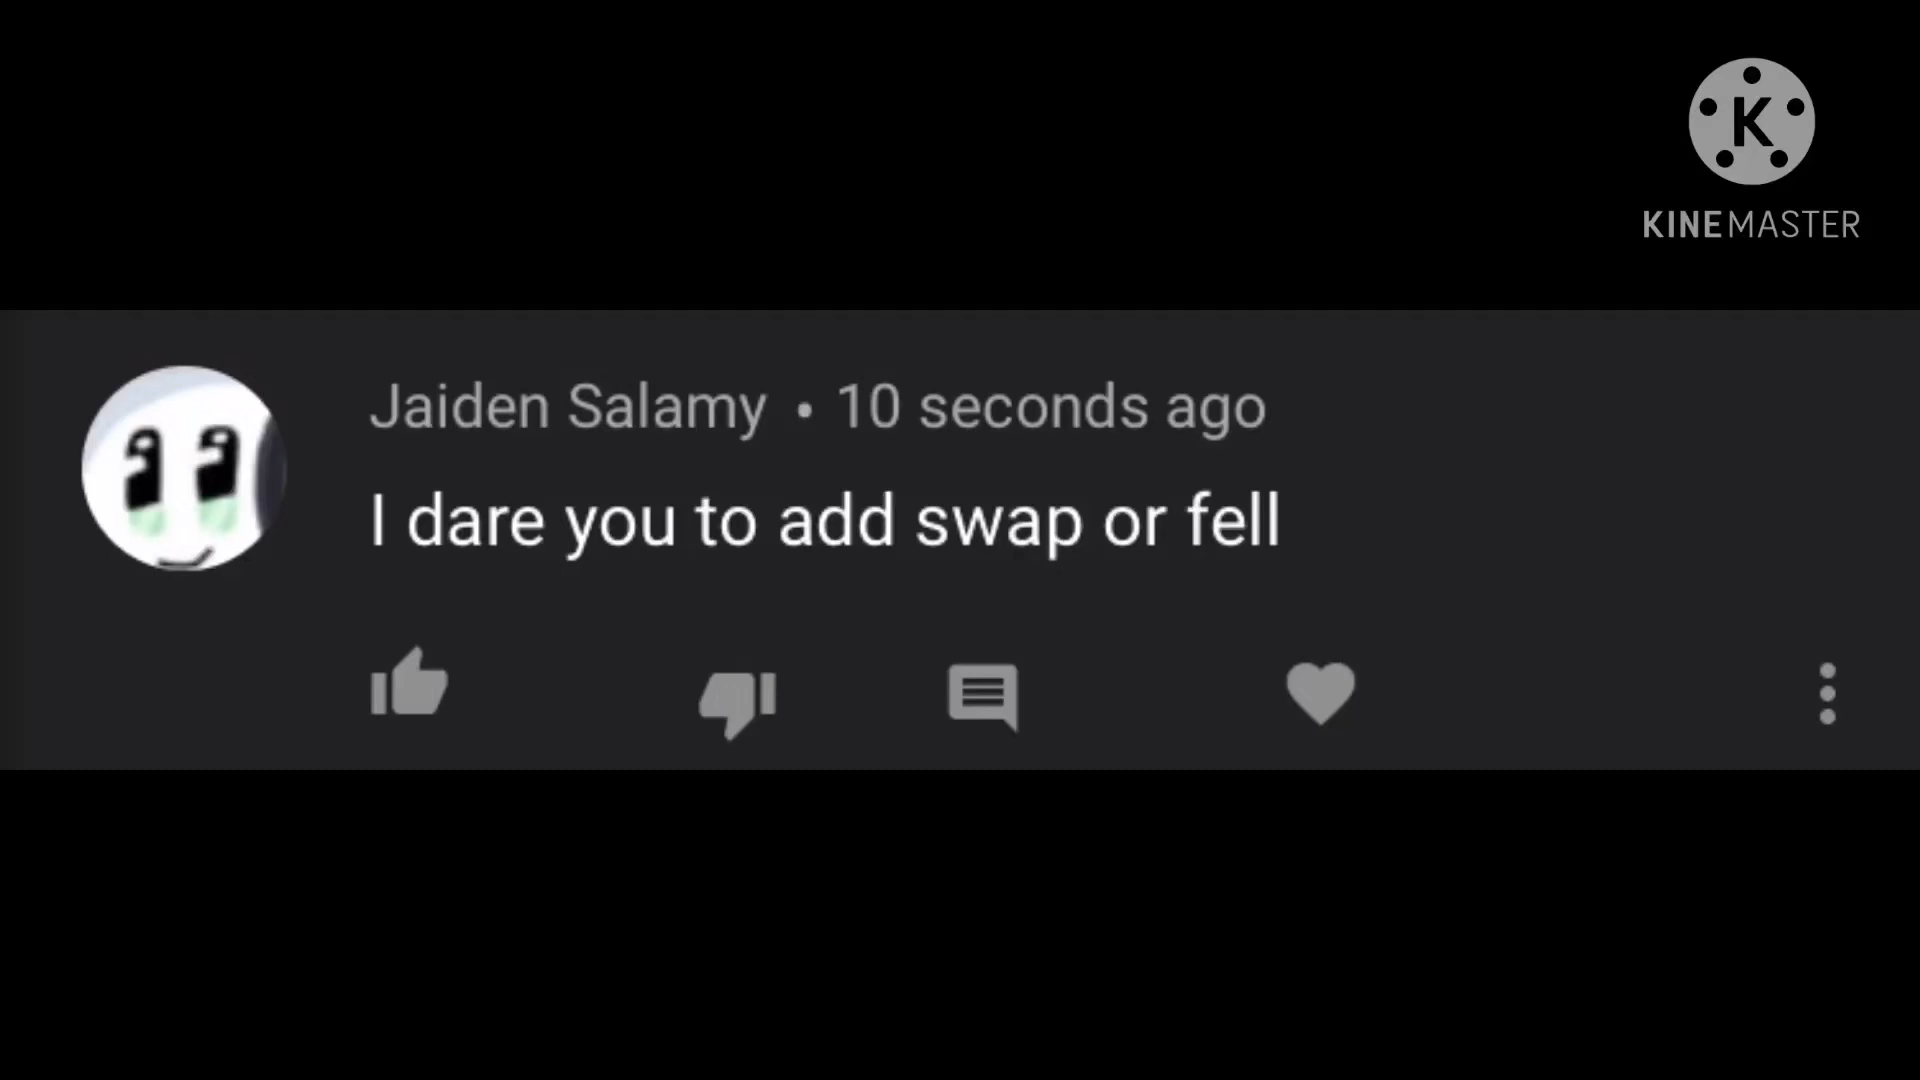 K
KINEMASTER
Jaiden Salamy • 10 seconds ago
I dare you to add swap or fell